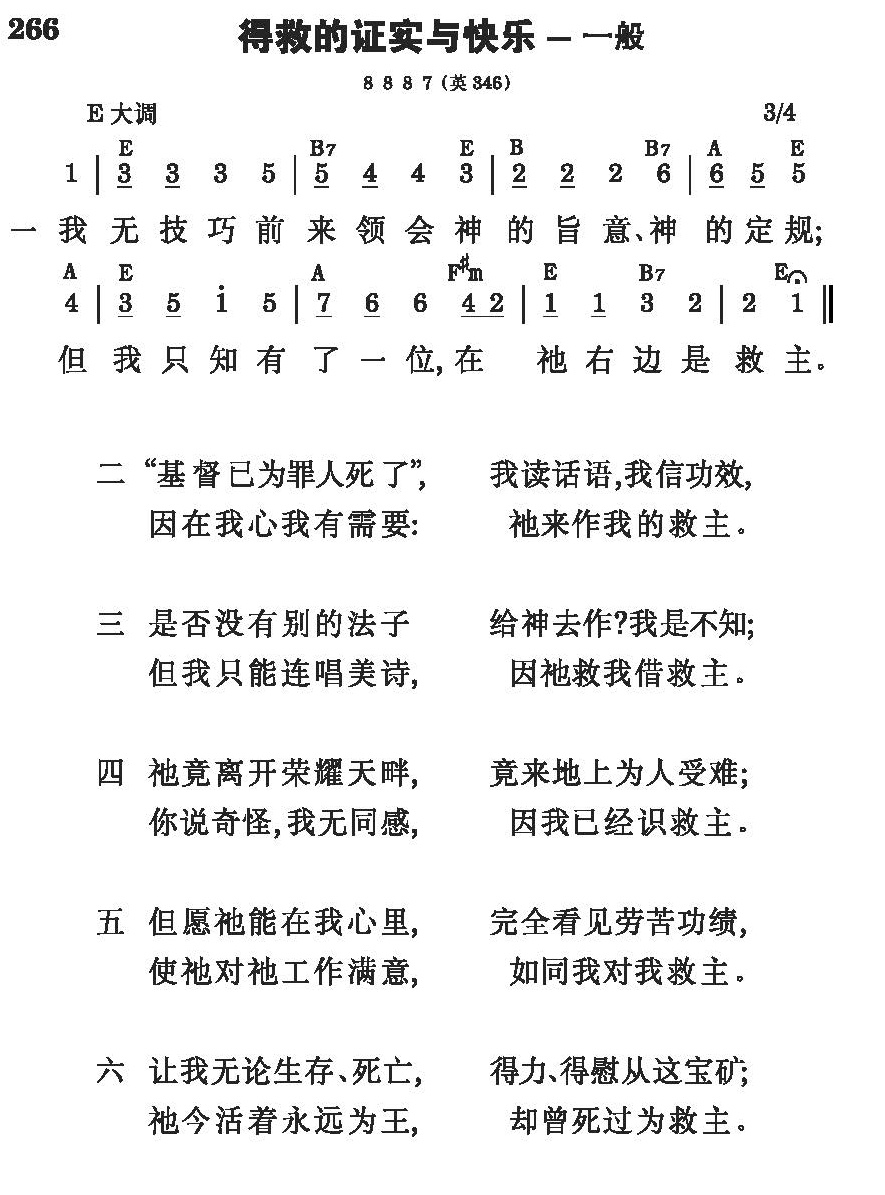 266
得救的证实与快乐 — 一般
8 8 8 7 (英346)
E大调 3/4
E B7 E B B7 A E
1 | 3 3 3 5 | 5 4 4 3 | 2 2 2 6 | 6 5 5
一 我 无 技 巧 前 来 领 会 神 的 旨 意、神 的 定 规;
A E A F#m E B7 E
4 | 3 5 i 5 | 7 6 6 4 2 | 1 1 3 2 | 2 1 ‖
但 我 只 知 有 了 一 位, 在 祂 右 边 是 救 主。
二 “基督已为罪人死了”, 我读话语,我信功效,
因在我心我有需要: 祂来作我的救主。
三 是否没有别的法子 给神去作?我是不知;
但我只能连唱美诗, 因祂救我借救主。
四 祂竟离开荣耀天畔, 竟来地上为人受难;
你说奇怪,我无同感, 因我已经识救主。
五 但愿祂能在我心里, 完全看见劳苦功绩,
使祂对祂工作满意, 如同我对我救主。
六 让我无论生存、死亡, 得力、得慰从这宝矿;
祂今活着永远为王, 却曾死过为救主。